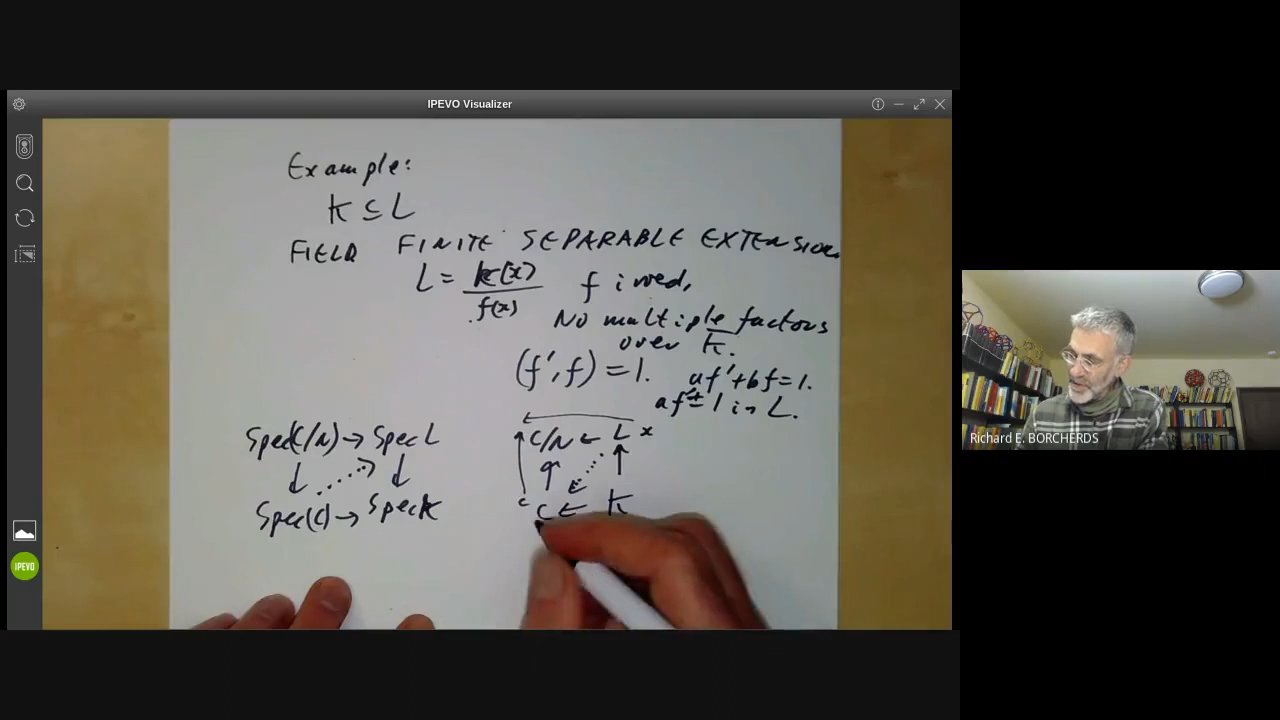 IPEVO Visualizer
Example:
k ⊆ L
FIELD FINITE SEPARABLE EXTENSION
L = k(x) / f(x) f irred,
No multiple factors
over k̄.
(f', f) = 1. af' + bf = 1.
af' = 1 in L.
Spec(C/N) → Spec L C/N ← L x
Spec(C) → Spec k c C ← k
IPEVO
Richard E. BORCHERDS